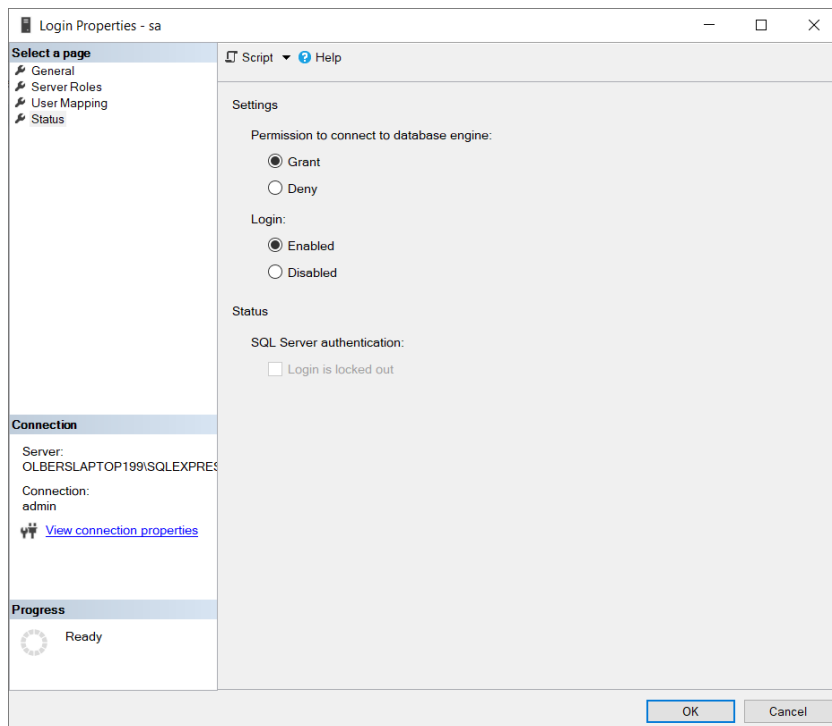 Login Properties - sa
Select a page
General
Server Roles
User Mapping
Status
Script Help
Settings
Permission to connect to database engine:
Grant
Deny
Login:
Enabled
Disabled
Status
SQL Server authentication:
Login is locked out
Connection
Server:
OLBERSLAPTOP199\SQLEXPRES
Connection:
admin
View connection properties
Progress
Ready
OK Cancel